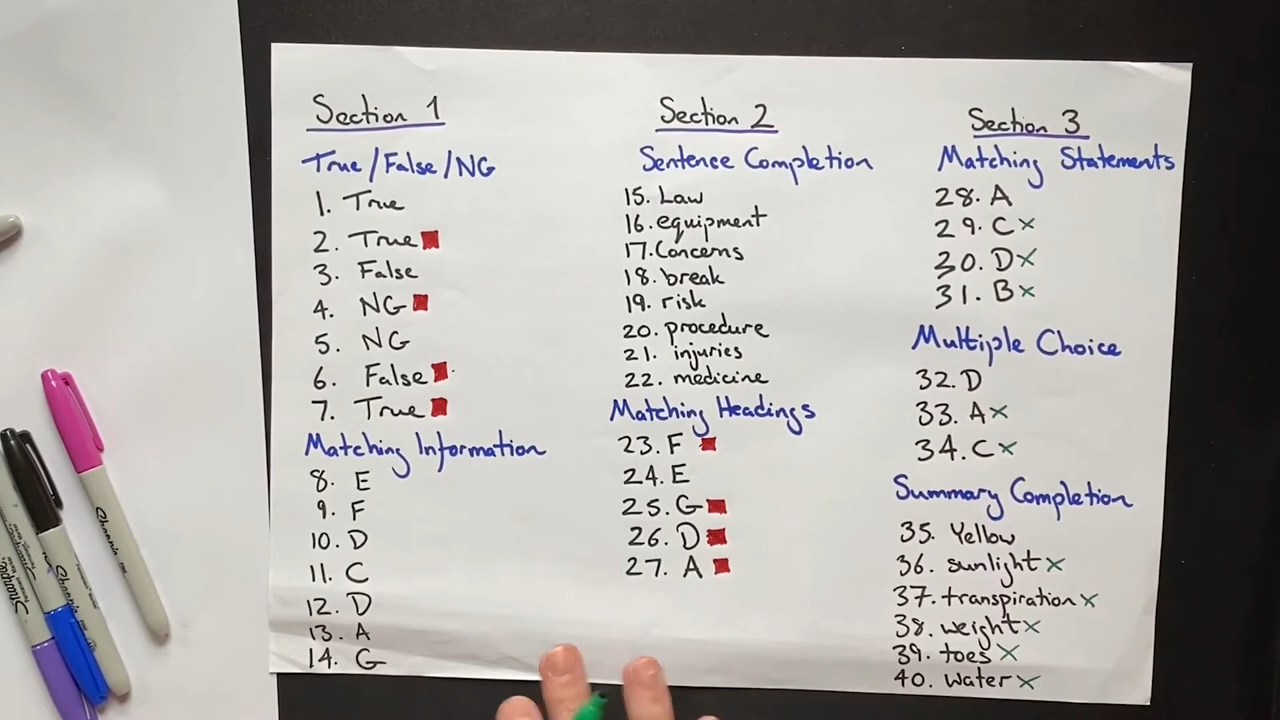 Section 1
True/False/NG
1. True
2. True
3. False
4. NG
5. NG
6. False
7. True
Matching Information
8. E
9. F
10. D
11. C
12. D
13. A
14. G
Section 2
Sentence Completion
15. Law
16. equipment
17. Concerns
18. break
19. risk
20. procedure
21. injuries
22. medicine
Matching Headings
23. F
24. E
25. G
26. D
27. A
Section 3
Matching Statements
28. A
29. C x
30. D x
31. B x
Multiple Choice
32. D
33. A x
34. C x
Summary Completion
35. Yellow
36. sunlight x
37. transpiration x
38. weight x
39. toes x
40. water x
Sharpie
Sharpie
Sharpie